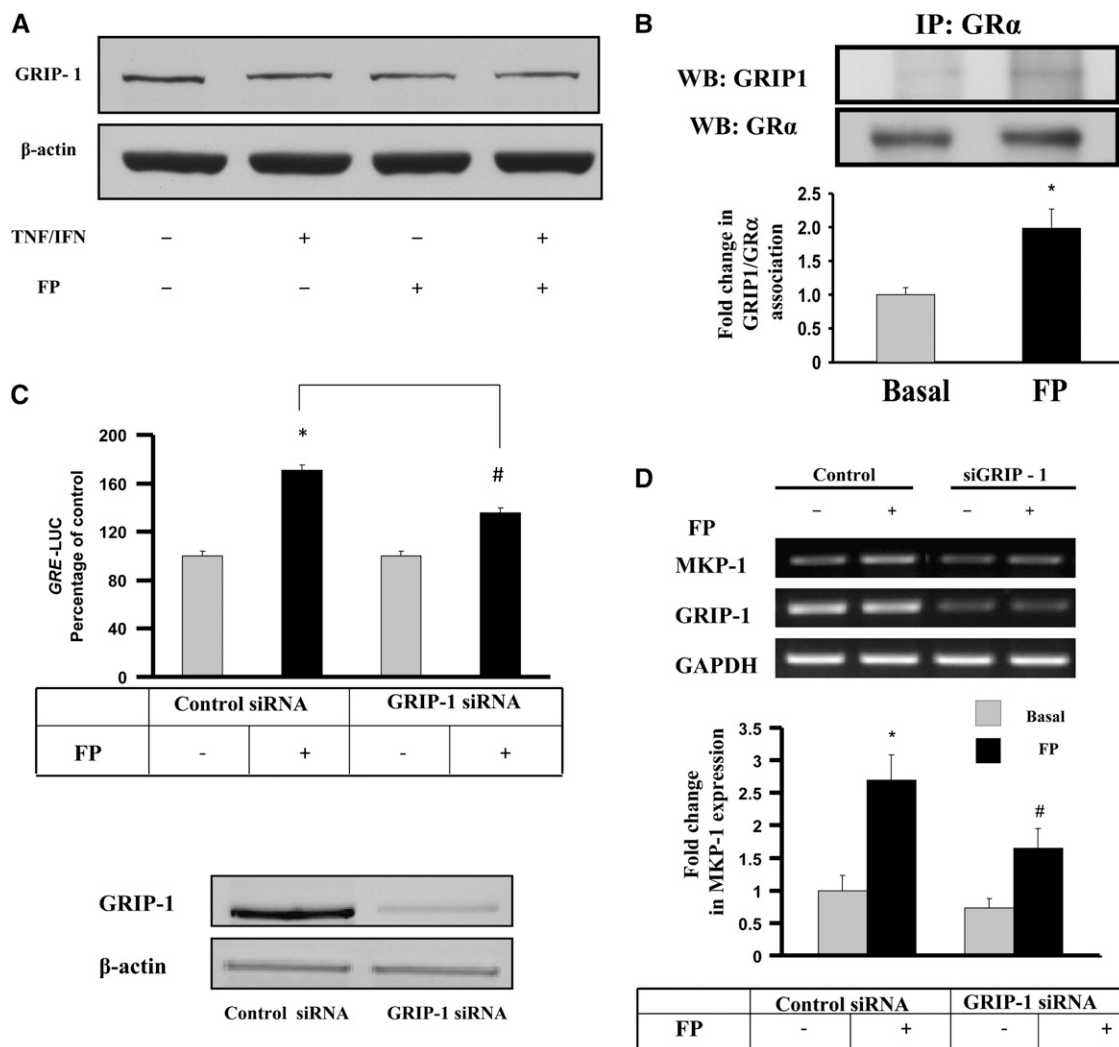 A
GRIP- 1
β-actin
TNF/IFN − + − +
FP − − + +
B
IP: GRα
WB: GRIP1
WB: GRα
*
Fold change in
GRIP1/GRα
association
2.5
2.0
1.5
1.0
0.5
0
Basal FP
C
GRE-LUC
Percentage of control
200
160
120
80
40
0
*
#
Control siRNA GRIP-1 siRNA
FP - + - +
GRIP-1
β-actin
Control siRNA GRIP-1 siRNA
D
Control siGRIP - 1
− + − +
FP
MKP-1
GRIP-1
GAPDH
Basal
FP
Fold change
in MKP-1 expression
3.5
3
2.5
2
1.5
1
0.5
0
*
#
Control siRNA GRIP-1 siRNA
FP - + - +